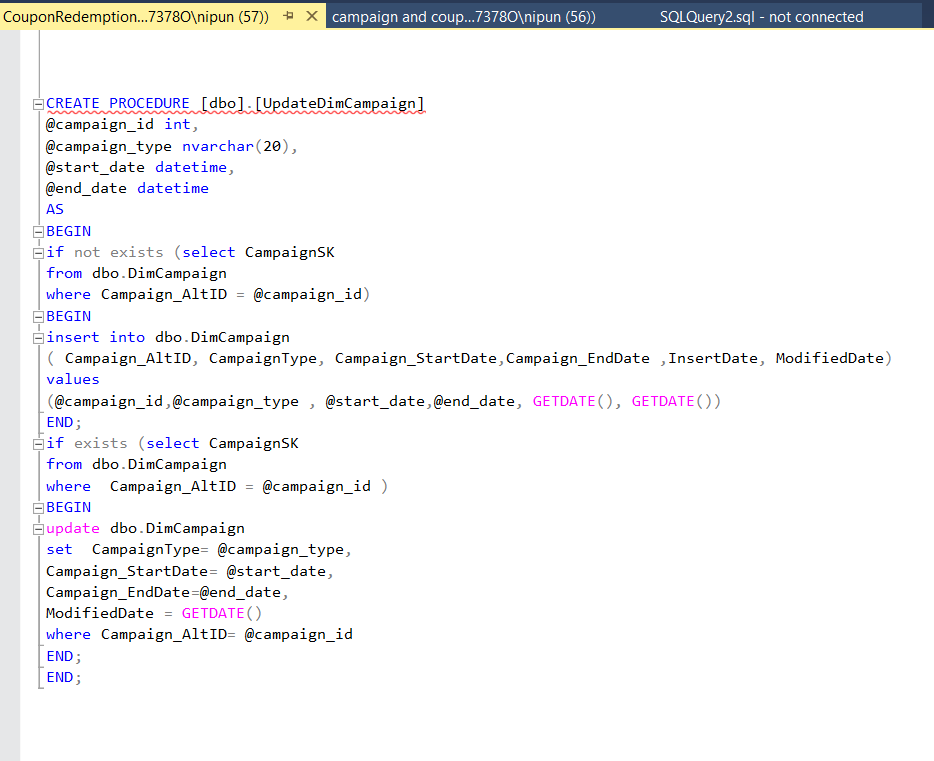 CouponRedemption...7378O\nipun (57)) campaign and coup...7378O\nipun (56)) SQLQuery2.sql - not connected
CREATE PROCEDURE [dbo].[UpdateDimCampaign]
@campaign_id int,
@campaign_type nvarchar(20),
@start_date datetime,
@end_date datetime
AS
BEGIN
if not exists (select CampaignSK
from dbo.DimCampaign
where Campaign_AltID = @campaign_id)
BEGIN
insert into dbo.DimCampaign
( Campaign_AltID, CampaignType, Campaign_StartDate,Campaign_EndDate ,InsertDate, ModifiedDate)
values
(@campaign_id,@campaign_type , @start_date,@end_date, GETDATE(), GETDATE())
END;
if exists (select CampaignSK
from dbo.DimCampaign
where  Campaign_AltID = @campaign_id )
BEGIN
update dbo.DimCampaign
set  CampaignType= @campaign_type,
Campaign_StartDate= @start_date,
Campaign_EndDate=@end_date,
ModifiedDate = GETDATE()
where Campaign_AltID= @campaign_id
END;
END;